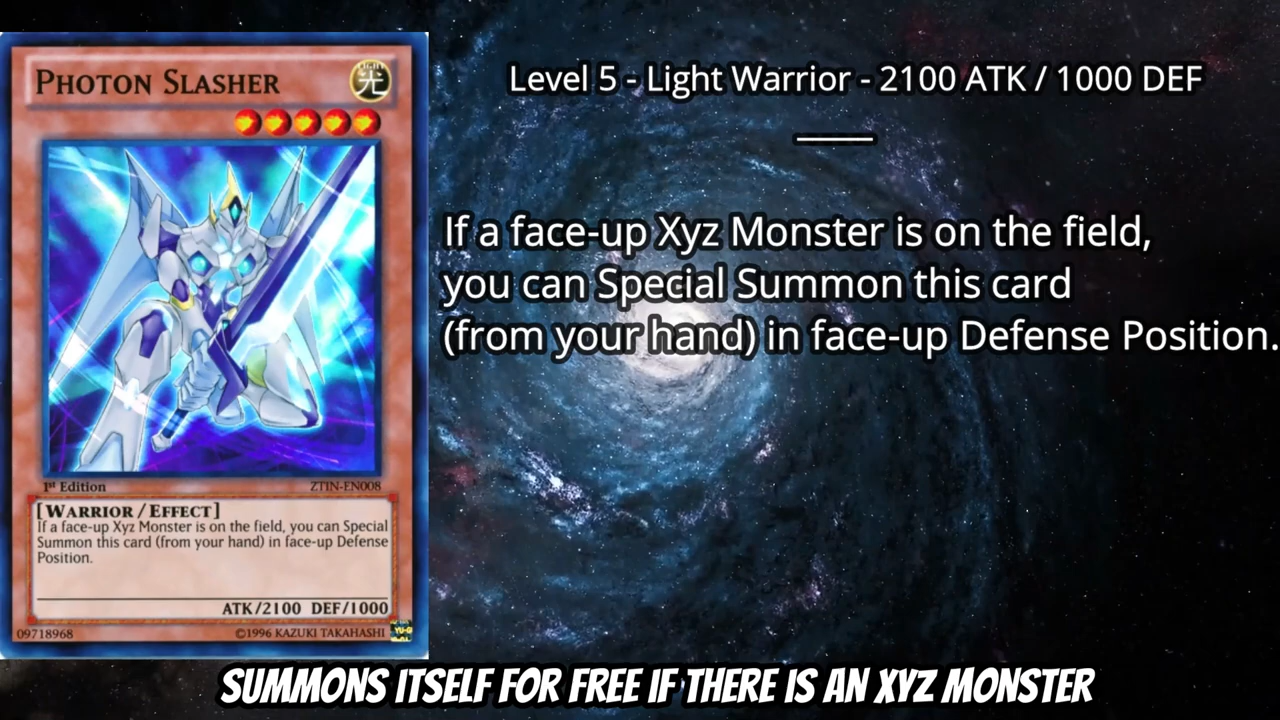 PHOTON SLASHER
LIGHT
光
1st Edition
ZTIN-EN008
[WARRIOR / EFFECT]
If a face-up Xyz Monster is on the field, you can Special
Summon this card (from your hand) in face-up Defense
Position.
ATK/2100 DEF/1000
09718968
©1996 KAZUKI TAKAHASHI
Level 5 - Light Warrior - 2100 ATK / 1000 DEF
If a face-up Xyz Monster is on the field,
you can Special Summon this card
(from your hand) in face-up Defense Position.
SUMMONS ITSELF FOR FREE IF THERE IS AN XYZ MONSTER